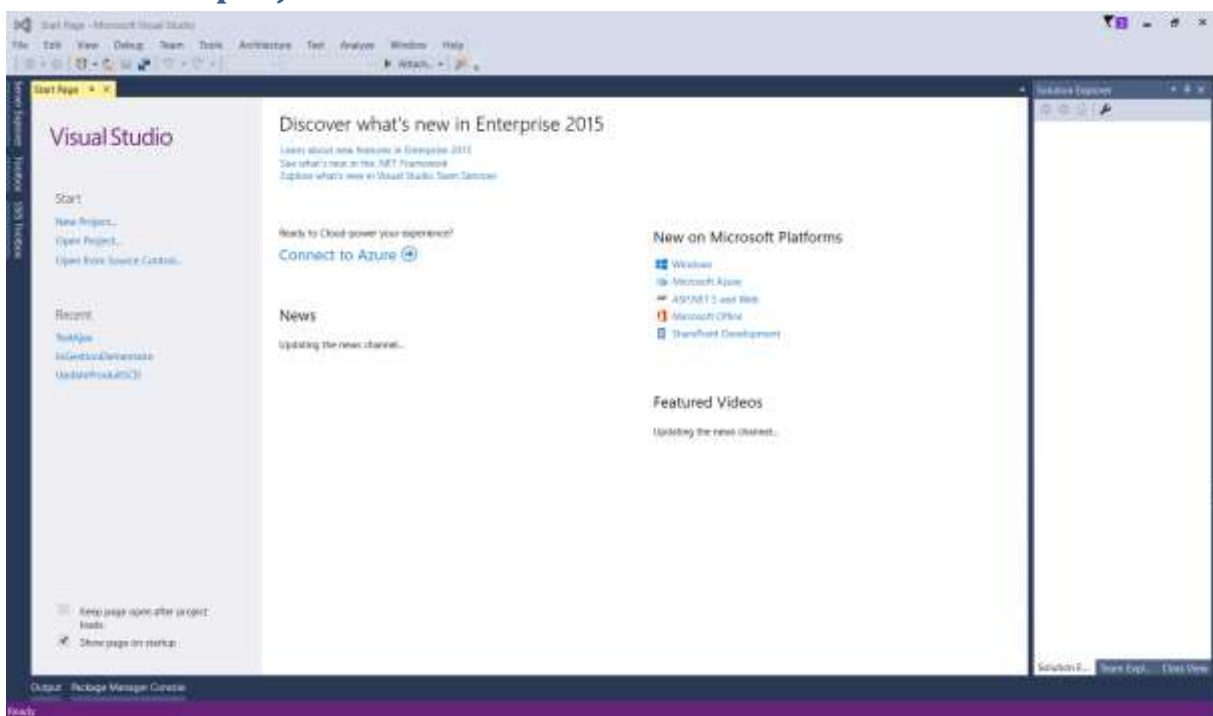 Start Page - Microsoft Visual Studio
File Edit View Debug Team Tools Architecture Test Analyze Window Help
Attach...
Server Explorer
Toolbox
SSIS Toolbox
Start Page
Visual Studio
Start
New Project...
Open Project...
Open from Source Control...
Recent
TestAjax
UpdateProduitSCD
Keep page open after project
loads
Show page on startup
Discover what's new in Enterprise 2015
Learn about new features in Enterprise 2015
See what's new in the .NET Framework
Explore what's new in Visual Studio Team Services
Ready to Cloud-power your experience?
Connect to Azure
News
Updating the news channel...
New on Microsoft Platforms
Windows
Microsoft Azure
ASP.NET 5 and Web
Microsoft Office
SharePoint Development
Featured Videos
Updating the news channel...
Solution Explorer
Solution E... Team Expl... Class View
Output Package Manager Console
Ready